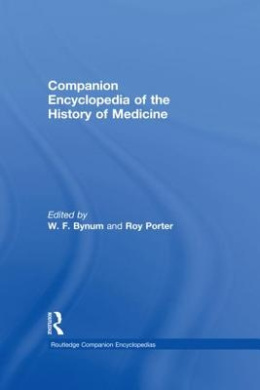 Companion
Encyclopedia of the
History of Medicine
Edited by
W. F. Bynum and Roy Porter
Routledge Companion Encyclopedias